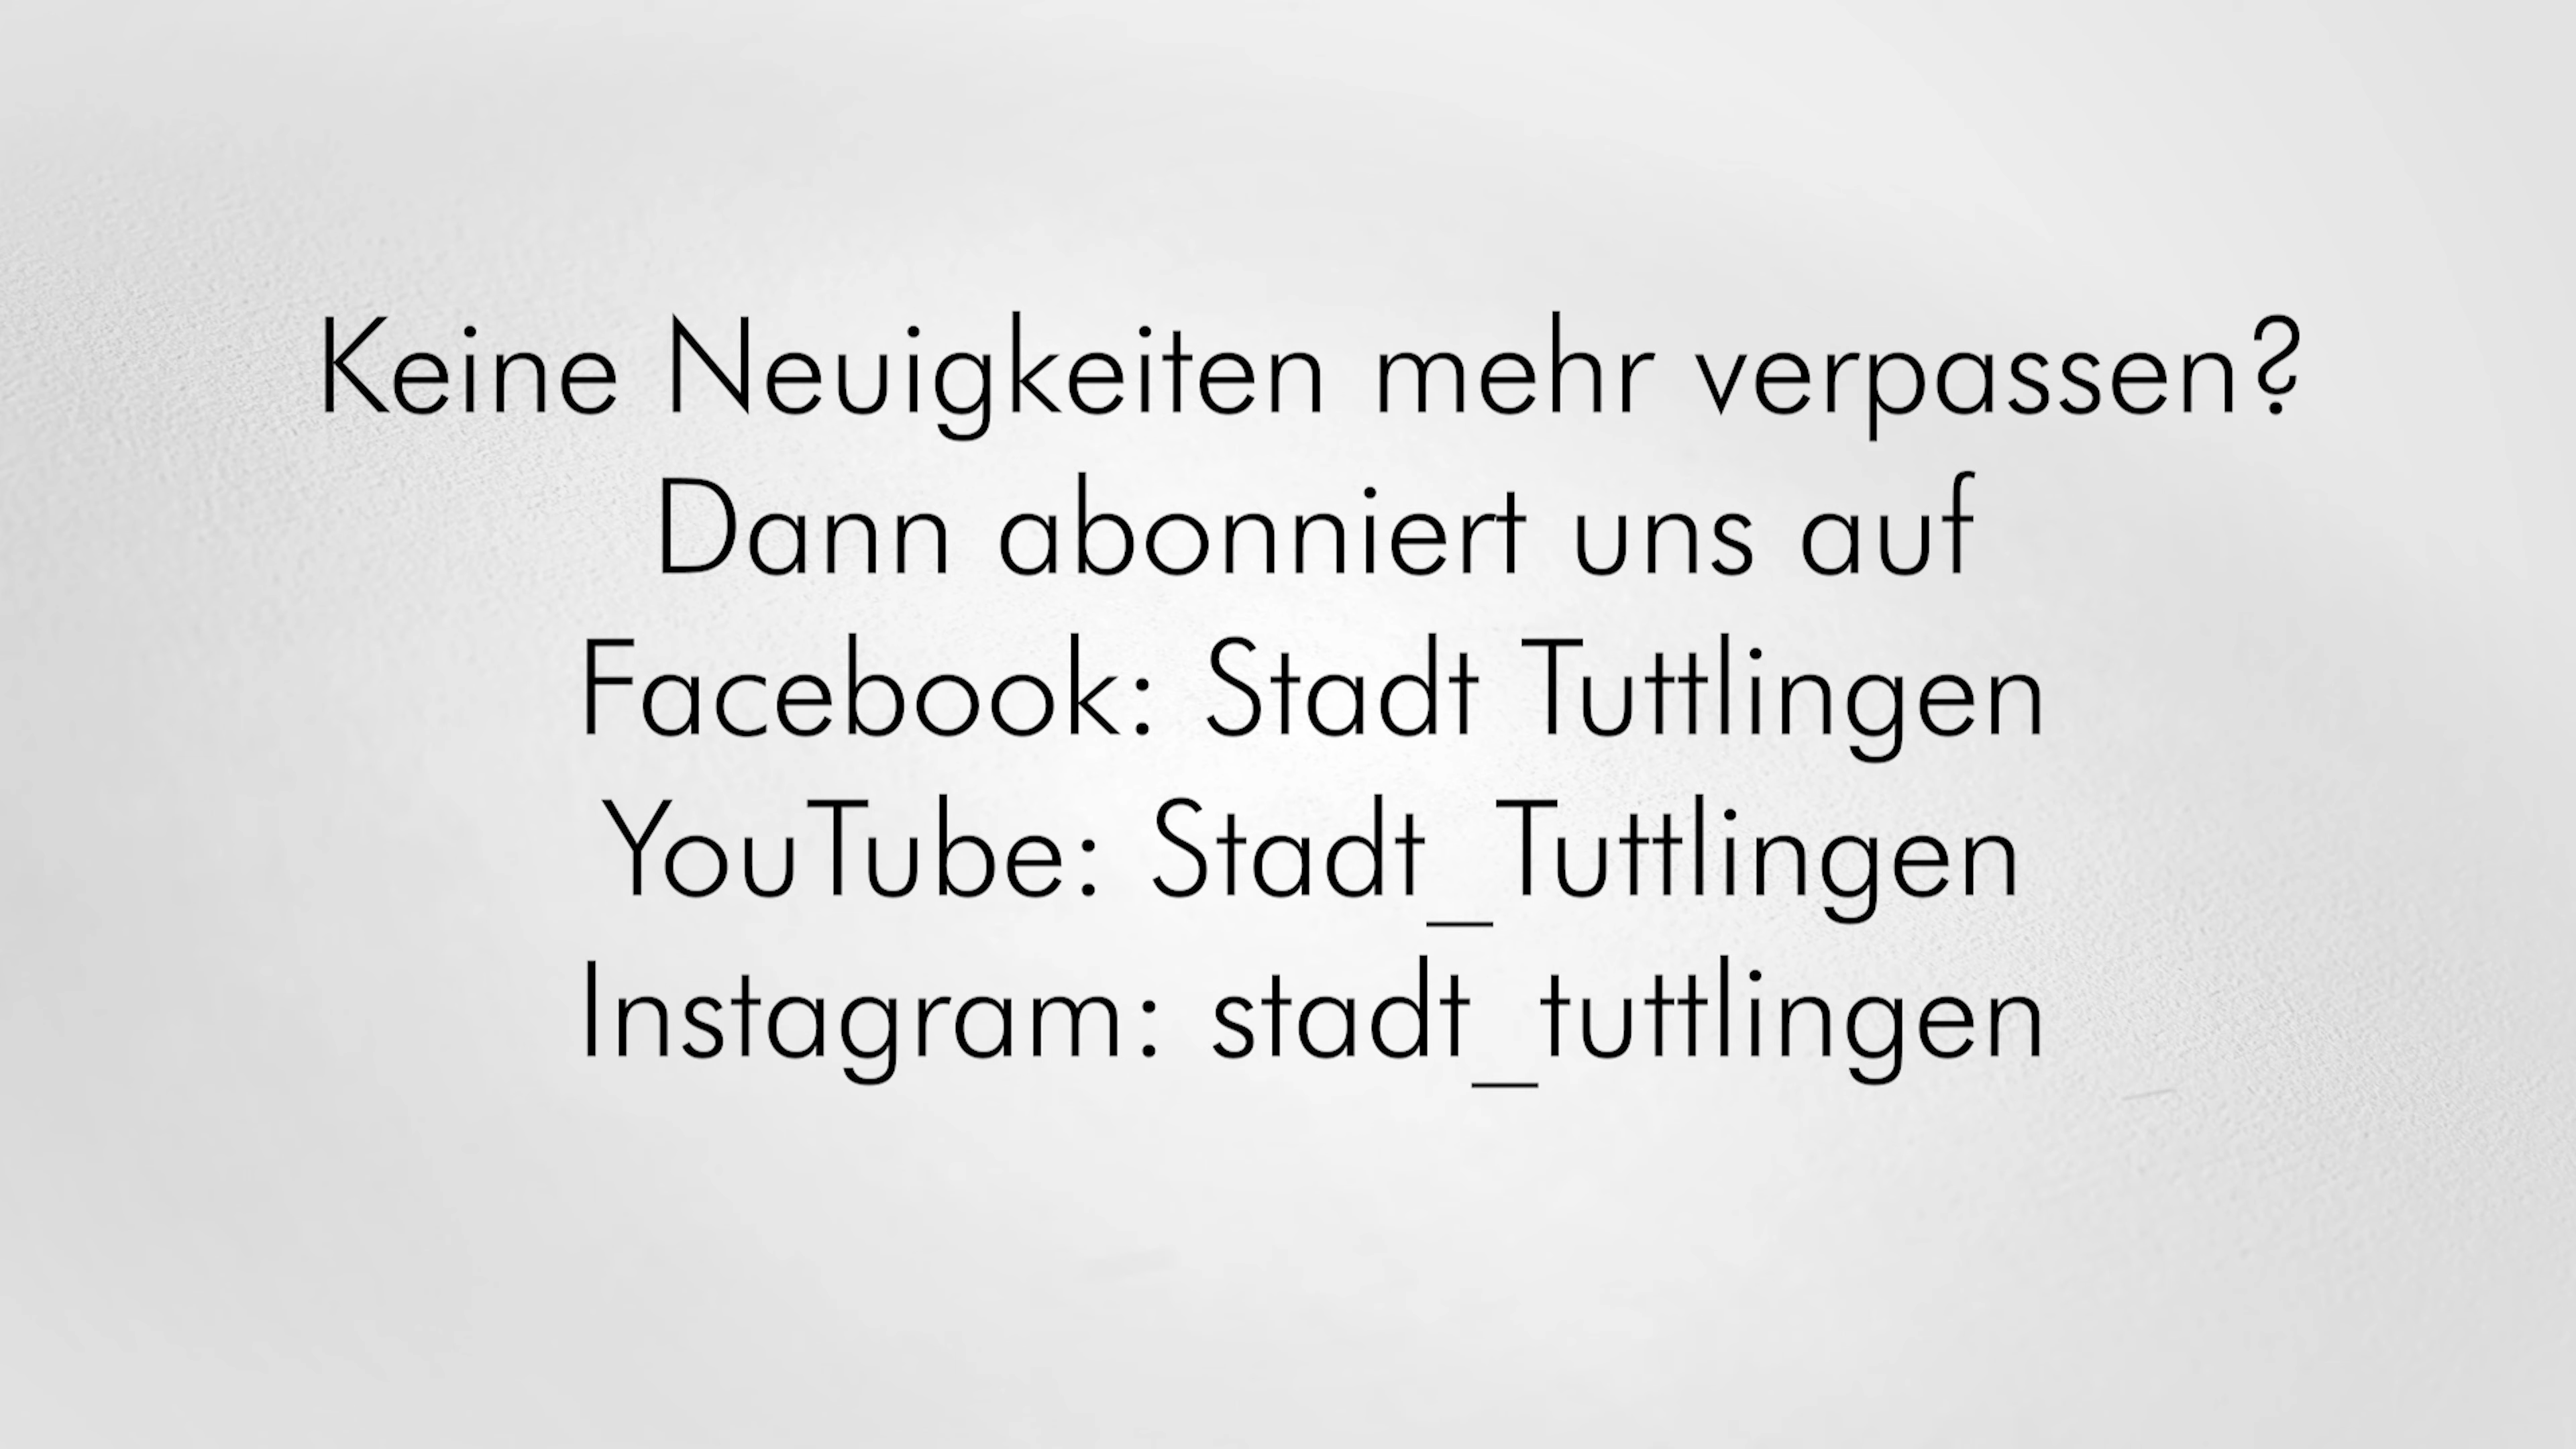 Keine Neuigkeiten mehr verpassen?
Dann abonniert uns auf
Facebook: Stadt Tuttlingen
YouTube: Stadt_Tuttlingen
Instagram: stadt_tuttlingen